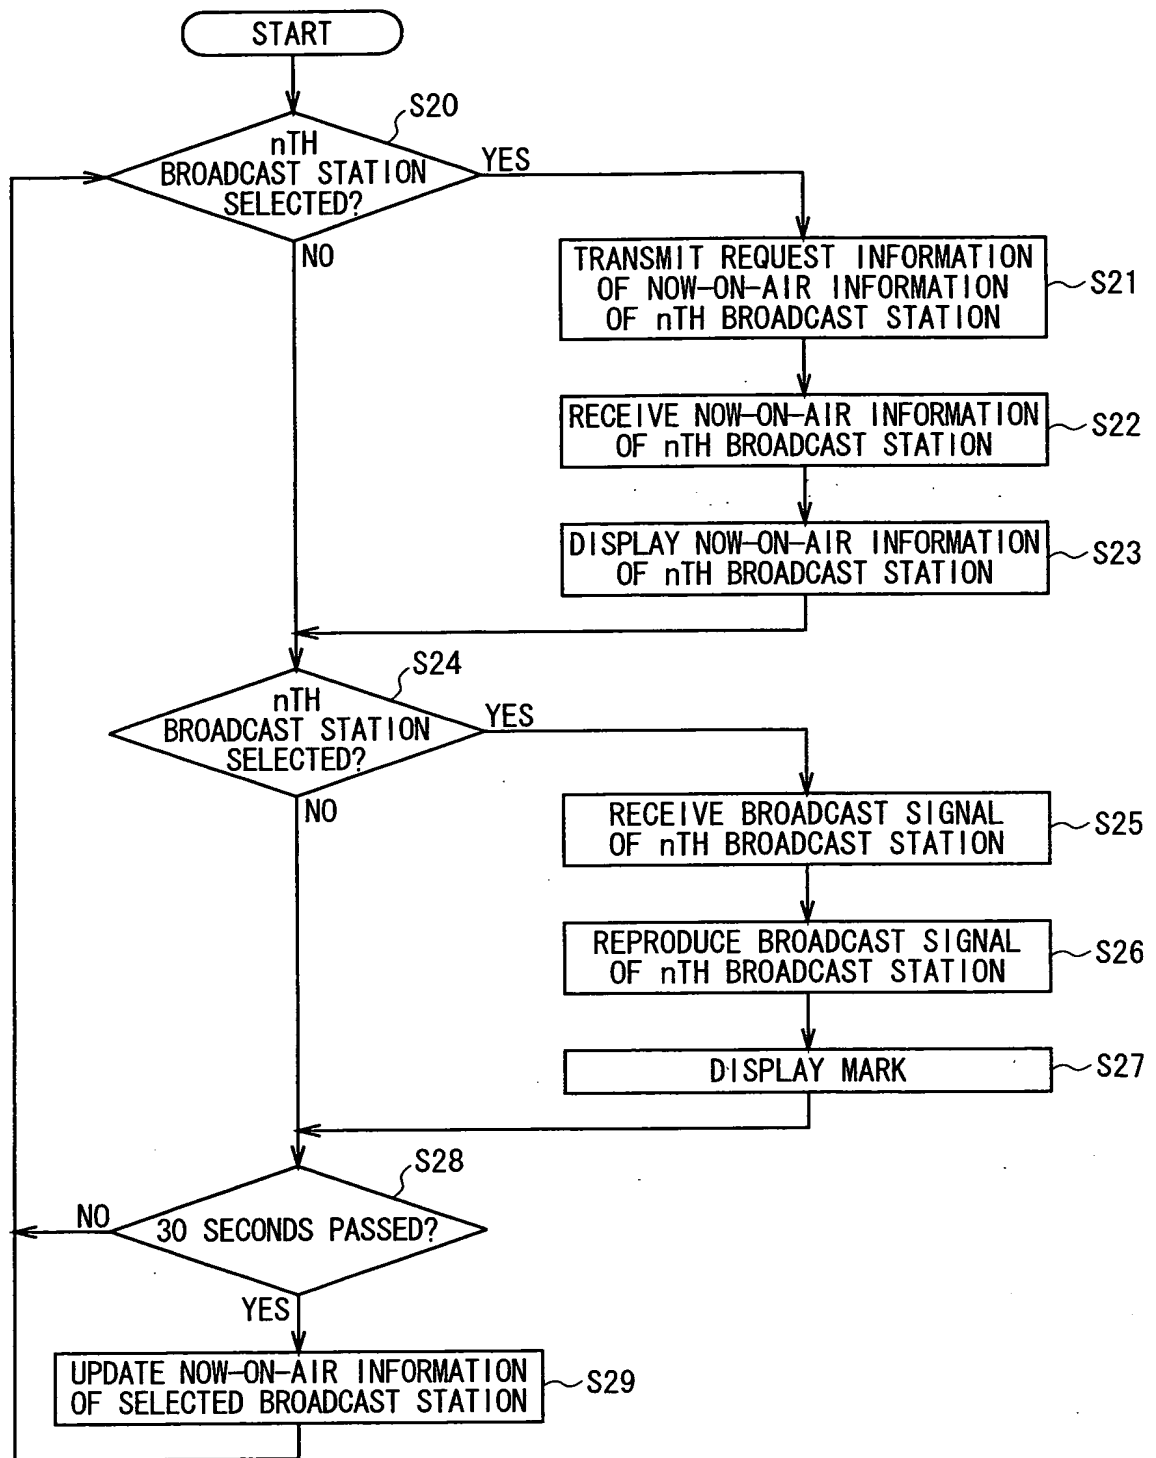 START
S20
nTH
BROADCAST STATION
SELECTED?
YES
NO
TRANSMIT REQUEST INFORMATION
OF NOW-ON-AIR INFORMATION
OF nTH BROADCAST STATION
S21
RECEIVE NOW-ON-AIR INFORMATION
OF nTH BROADCAST STATION
S22
DISPLAY NOW-ON-AIR INFORMATION
OF nTH BROADCAST STATION
S23
S24
nTH
BROADCAST STATION
SELECTED?
YES
NO
RECEIVE BROADCAST SIGNAL
OF nTH BROADCAST STATION
S25
REPRODUCE BROADCAST SIGNAL
OF nTH BROADCAST STATION
S26
DISPLAY MARK
S27
S28
30 SECONDS PASSED?
NO
YES
UPDATE NOW-ON-AIR INFORMATION
OF SELECTED BROADCAST STATION
S29